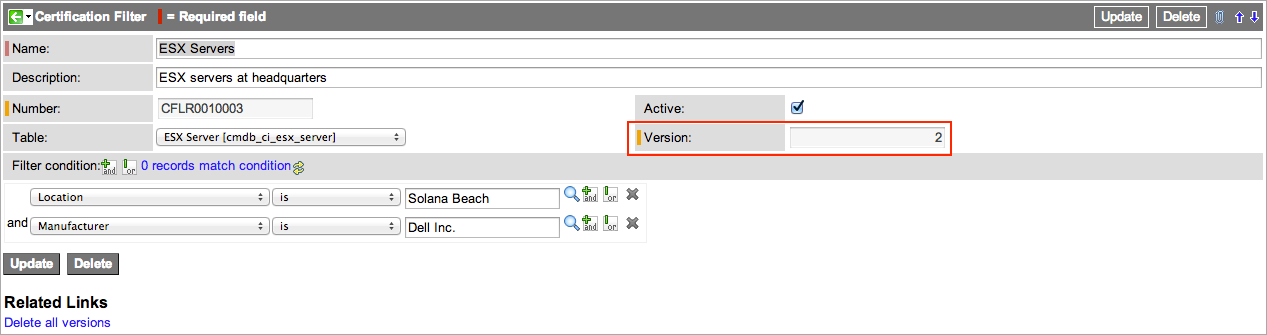 Certification Filter = Required field Update Delete
Name: ESX Servers
Description: ESX servers at headquarters
Number: CFLR0010003 Active:
Table: ESX Server [cmdb_ci_esx_server] Version: 2
Filter condition: and or 0 records match condition
Location is Solana Beach and or
and Manufacturer is Dell Inc. and or
Update Delete
Related Links
Delete all versions